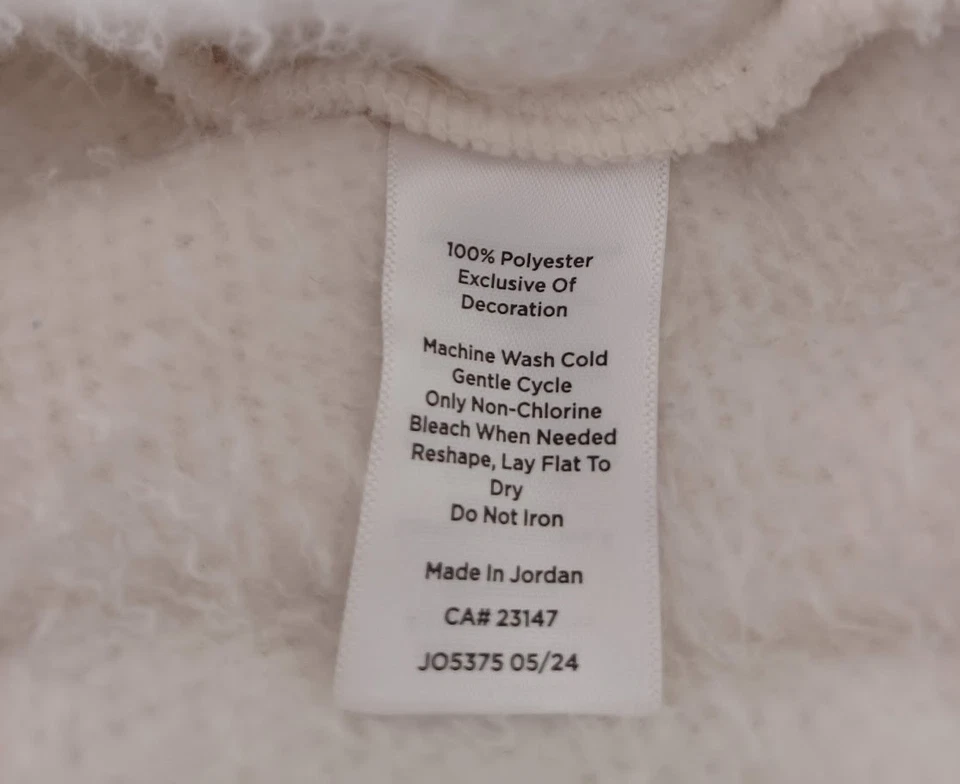 100% Polyester
Exclusive Of
Decoration
Machine Wash Cold
Gentle Cycle
Only Non-Chlorine
Bleach When Needed
Reshape, Lay Flat To
Dry
Do Not Iron
Made In Jordan
CA# 23147
JO5375 05/24